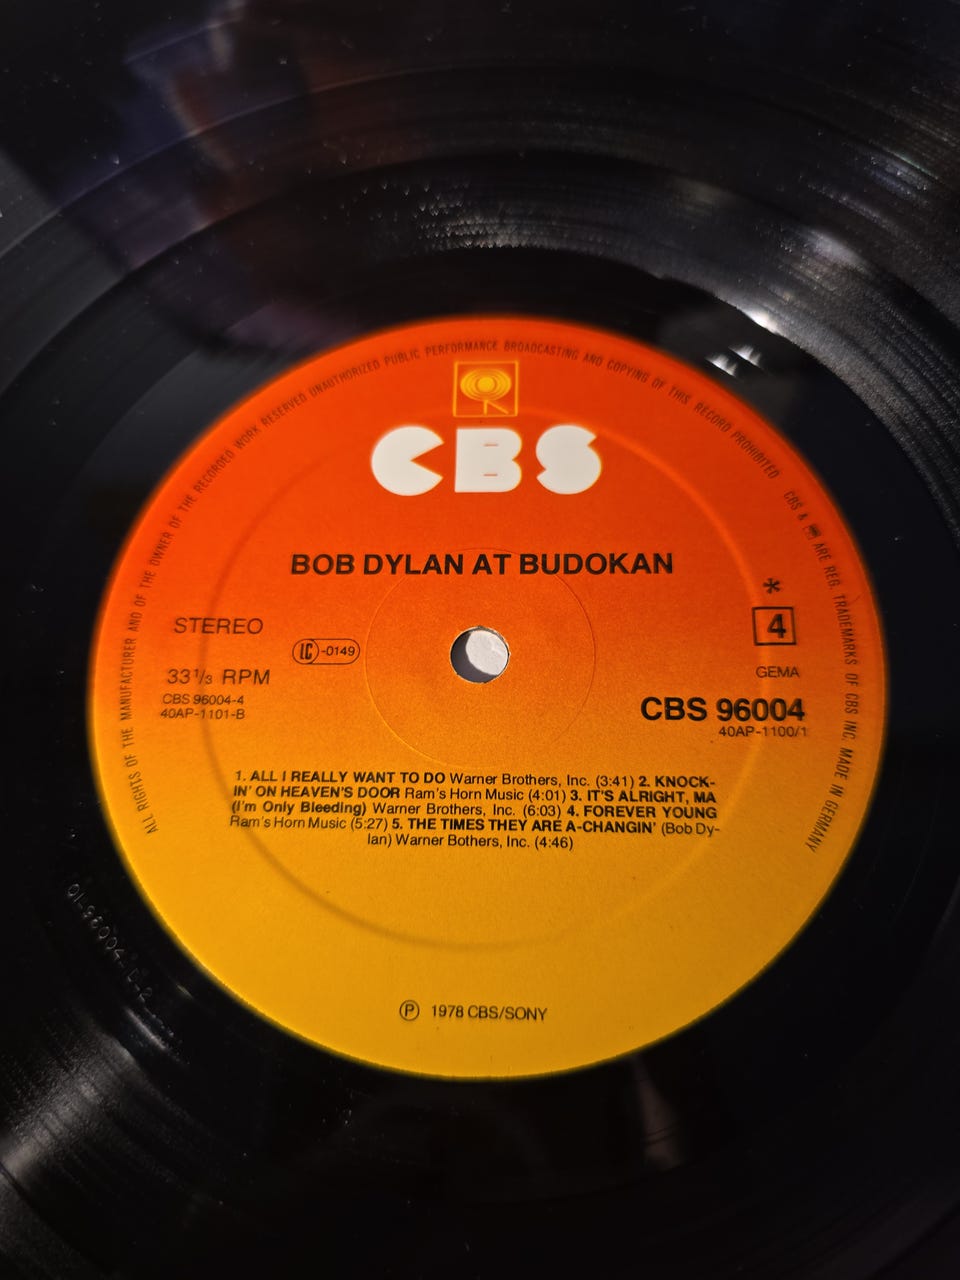 ALL RIGHTS OF THE MANUFACTURER AND OF THE OWNER OF THE RECORDED WORK RESERVED UNAUTHORIZED PUBLIC PERFORMANCE BROADCASTING AND COPYING OF THIS RECORD PROHIBITED CBS & ARE REG. TRADEMARKS OF CBS INC. MADE IN GERMANY
CBS
BOB DYLAN AT BUDOKAN
STEREO
LC-0149
33 1/3 RPM
CBS 96004-4
40AP-1101-B
*
4
GEMA
CBS 96004
40AP-1100/1
1. ALL I REALLY WANT TO DO Warner Brothers, Inc. (3:41) 2. KNOCK-
IN' ON HEAVEN'S DOOR Ram's Horn Music (4:01) 3. IT'S ALRIGHT, MA
(I'm Only Bleeding) Warner Brothers, Inc. (6:03) 4. FOREVER YOUNG
Ram's Horn Music (5:27) 5. THE TIMES THEY ARE A-CHANGIN' (Bob Dy-
lan) Warner Bothers, Inc. (4:46)
Ⓟ 1978 CBS/SONY